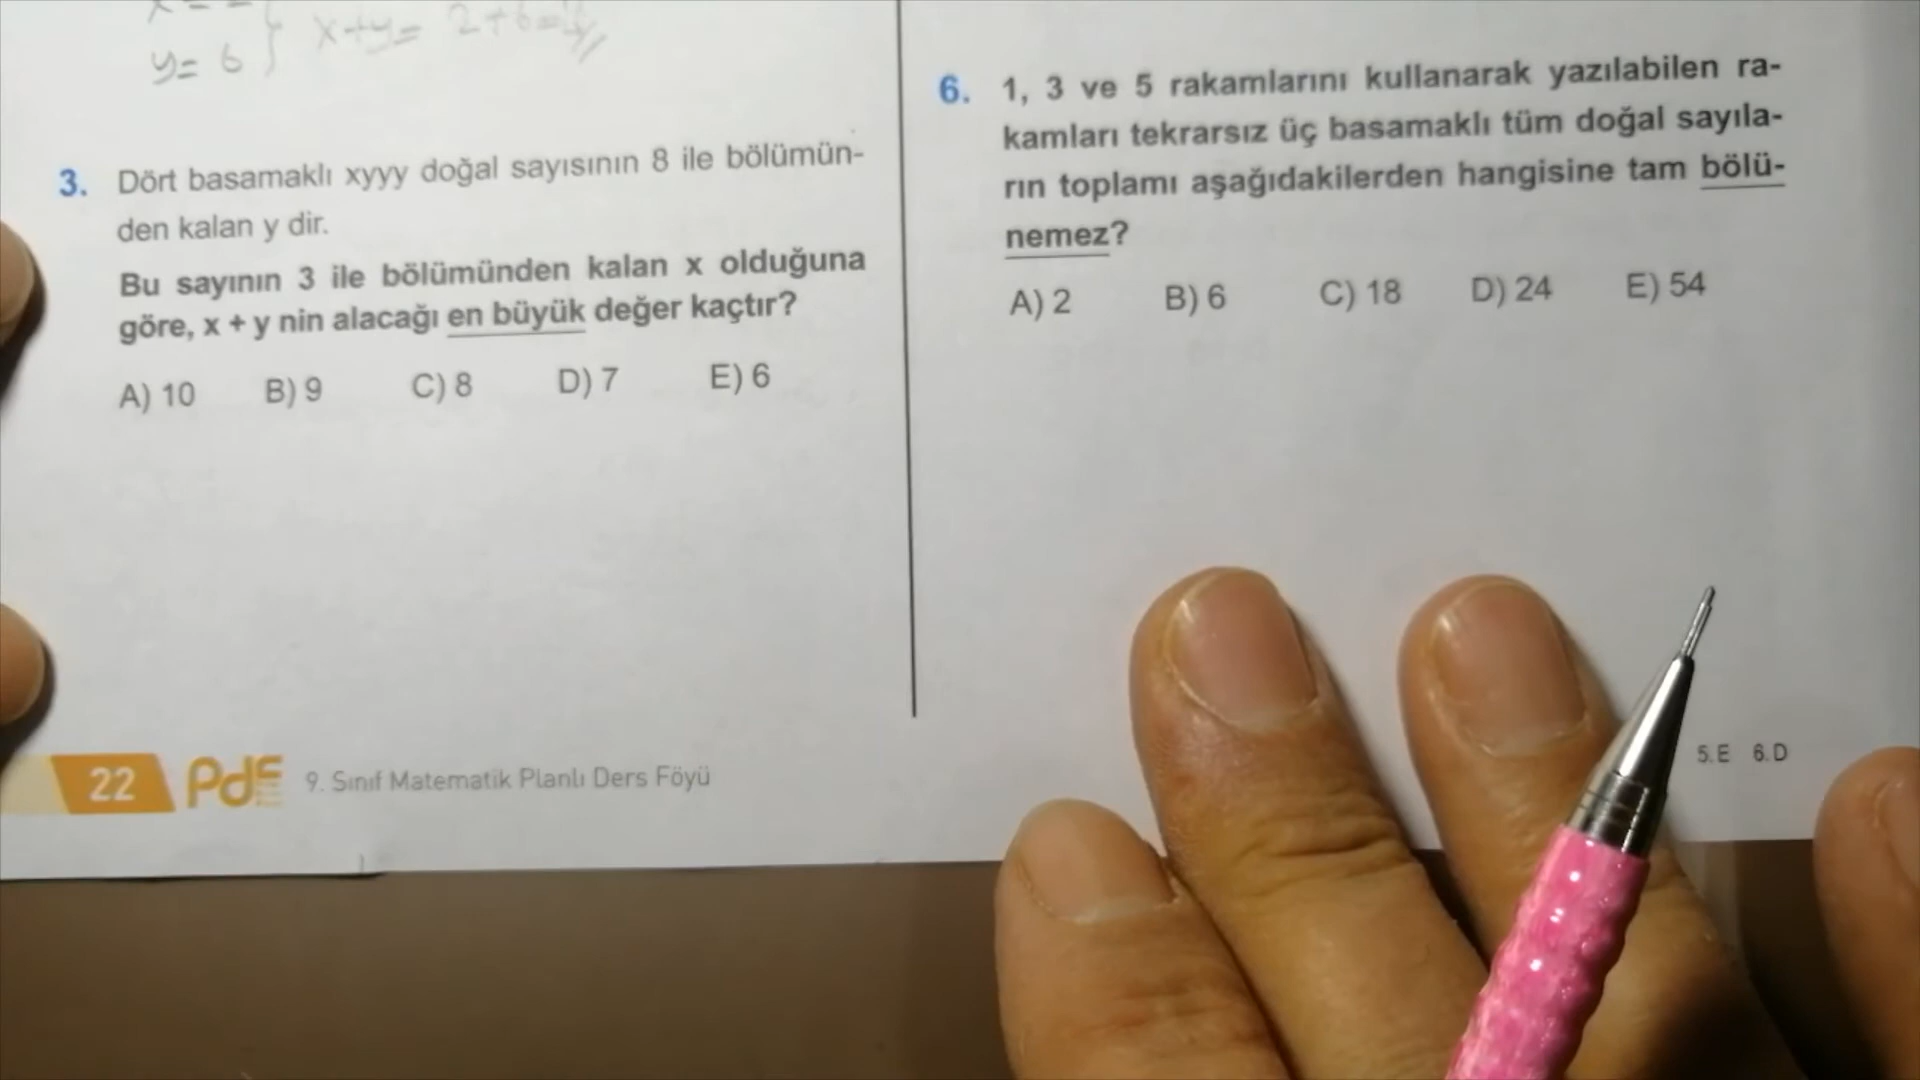 y= 6 } x+y= 2+6=
3. Dört basamaklı xyyy doğal sayısının 8 ile bölümün-
den kalan y dir.
Bu sayının 3 ile bölümünden kalan x olduğuna
göre, x + y nin alacağı en büyük değer kaçtır?
A) 10 B) 9 C) 8 D) 7 E) 6
22 PdF 9. Sınıf Matematik Planlı Ders Föyü
6. 1, 3 ve 5 rakamlarını kullanarak yazılabilen ra-
kamları tekrarsız üç basamaklı tüm doğal sayıla-
rın toplamı aşağıdakilerden hangisine tam bölü-
nemez?
A) 2 B) 6 C) 18 D) 24 E) 54
5. E 6. D